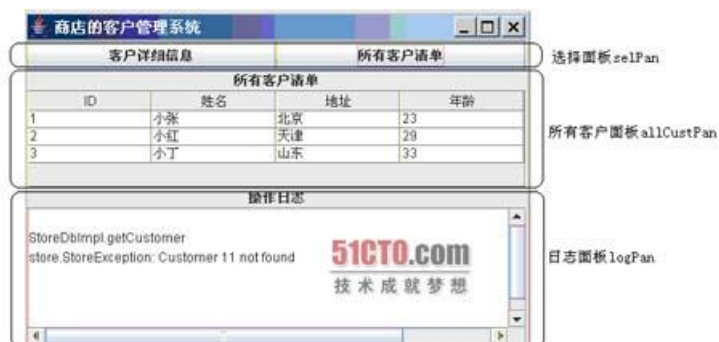 商店的客户管理系统
客户详细信息 所有客户清单
选择面板selPan
所有客户清单
ID 姓名 地址 年龄
1 小张 北京 23
2 小红 天津 29
3 小丁 山东 33
所有客户面板allCustPan
操作日志
StoreDbImpl.getCustomer
store.StoreException: Customer 11 not found
51CTO.com
技术成就梦想
日志面板logPan